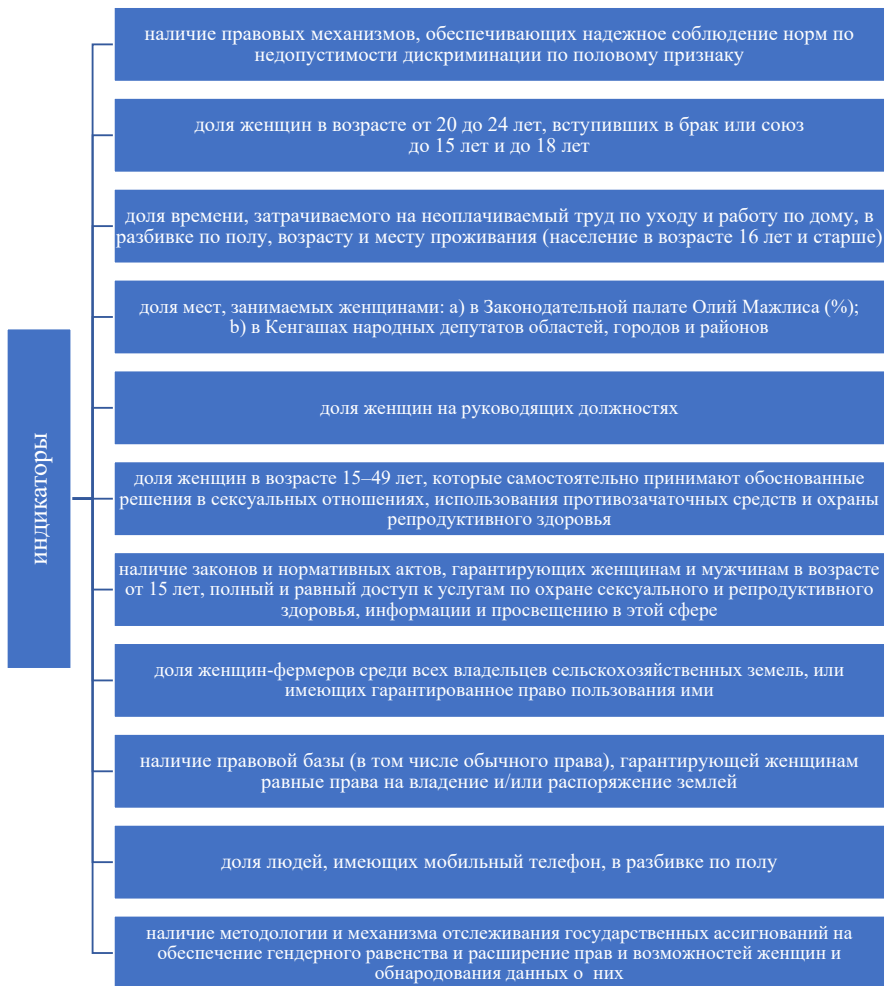 индикаторы
наличие правовых механизмов, обеспечивающих надежное соблюдение норм по
недопустимости дискриминации по половому признаку
доля женщин в возрасте от 20 до 24 лет, вступивших в брак или союз
до 15 лет и до 18 лет
доля времени, затрачиваемого на неоплачиваемый труд по уходу и работу по дому, в
разбивке по полу, возрасту и месту проживания (население в возрасте 16 лет и старше)
доля мест, занимаемых женщинами: а) в Законодательной палате Олий Мажлиса (%);
b) в Кенгашах народных депутатов областей, городов и районов
доля женщин на руководящих должностях
доля женщин в возрасте 15–49 лет, которые самостоятельно принимают обоснованные
решения в сексуальных отношениях, использования противозачаточных средств и охраны
репродуктивного здоровья
наличие законов и нормативных актов, гарантирующих женщинам и мужчинам в возрасте
от 15 лет, полный и равный доступ к услугам по охране сексуального и репродуктивного
здоровья, информации и просвещению в этой сфере
доля женщин-фермеров среди всех владельцев сельскохозяйственных земель, или
имеющих гарантированное право пользования ими
наличие правовой базы (в том числе обычного права), гарантирующей женщинам
равные права на владение и/или распоряжение землей
доля людей, имеющих мобильный телефон, в разбивке по полу
наличие методологии и механизма отслеживания государственных ассигнований на
обеспечение гендерного равенства и расширение прав и возможностей женщин и
обнародования данных о них